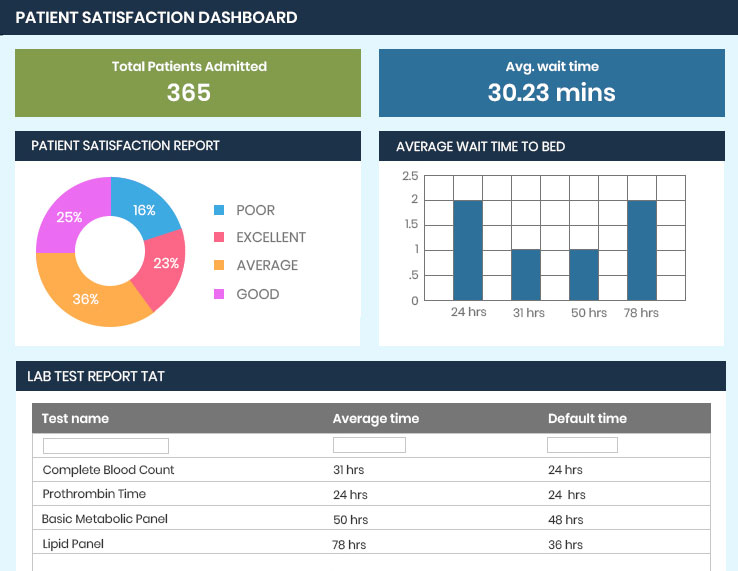 PATIENT SATISFACTION DASHBOARD
Total Patients Admitted
365
Avg. wait time
30.23 mins
PATIENT SATISFACTION REPORT
16%
25%
23%
36%
POOR
EXCELLENT
AVERAGE
GOOD
AVERAGE WAIT TIME TO BED
2.5
2
1.5
1
.5
0
24 hrs 31 hrs 50 hrs 78 hrs
LAB TEST REPORT TAT
Test name Average time Default time
Complete Blood Count 31 hrs 24 hrs
Prothrombin Time 24 hrs 24 hrs
Basic Metabolic Panel 50 hrs 48 hrs
Lipid Panel 78 hrs 36 hrs